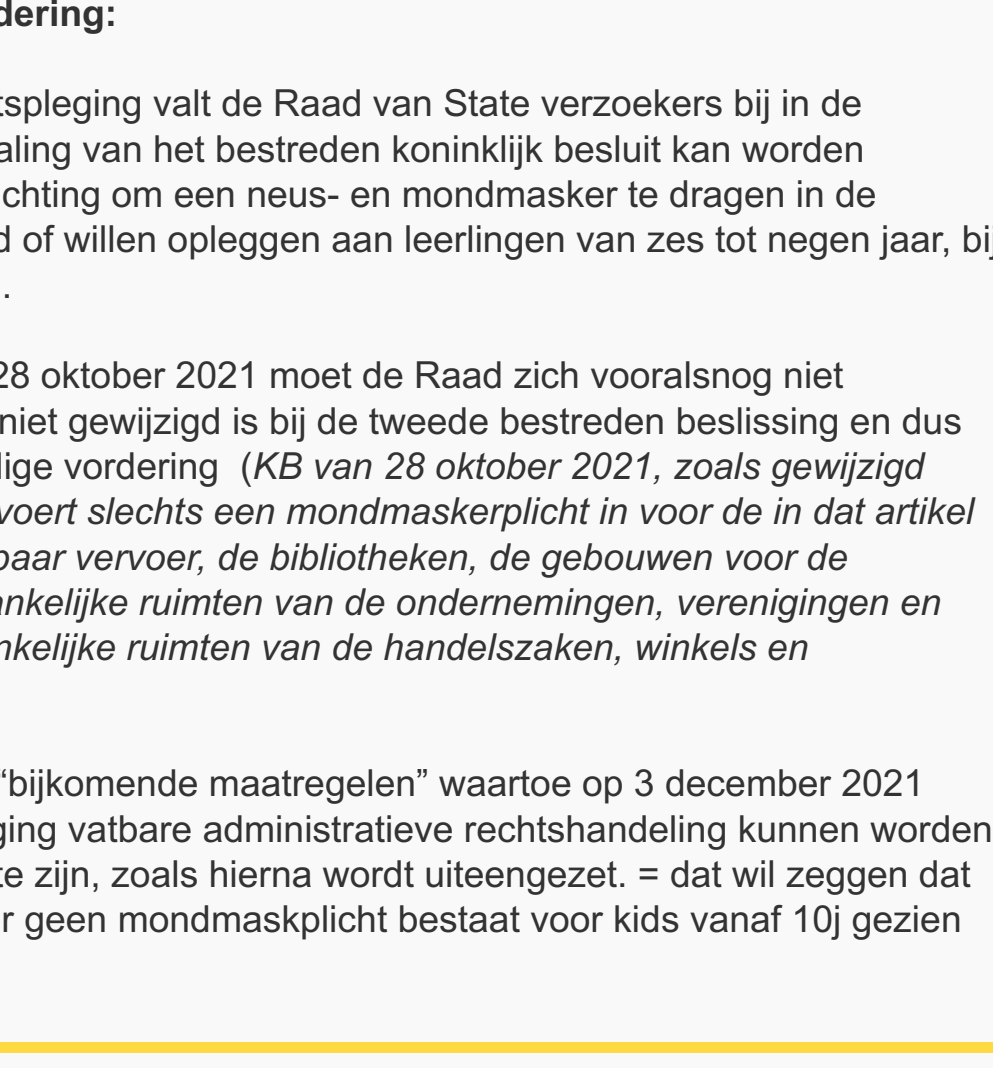 dering:
tspleging valt de Raad van State verzoekers bij in de
aling van het bestreden koninklijk besluit kan worden
ichting om een neus- en mondmasker te dragen in de
d of willen opleggen aan leerlingen van zes tot negen jaar, bij
.
28 oktober 2021 moet de Raad zich vooralsnog niet
niet gewijzigd is bij de tweede bestreden beslissing en dus
dige vordering (KB van 28 oktober 2021, zoals gewijzigd
voert slechts een mondmaskerplicht in voor de in dat artikel
baar vervoer, de bibliotheken, de gebouwen voor de
ankelijke ruimten van de ondernemingen, verenigingen en
nkelijke ruimten van de handelszaken, winkels en
“bijkomende maatregelen” waartoe op 3 december 2021
ging vatbare administratieve rechtshandeling kunnen worden
te zijn, zoals hierna wordt uiteengezet. = dat wil zeggen dat
r geen mondmaskplicht bestaat voor kids vanaf 10j gezien